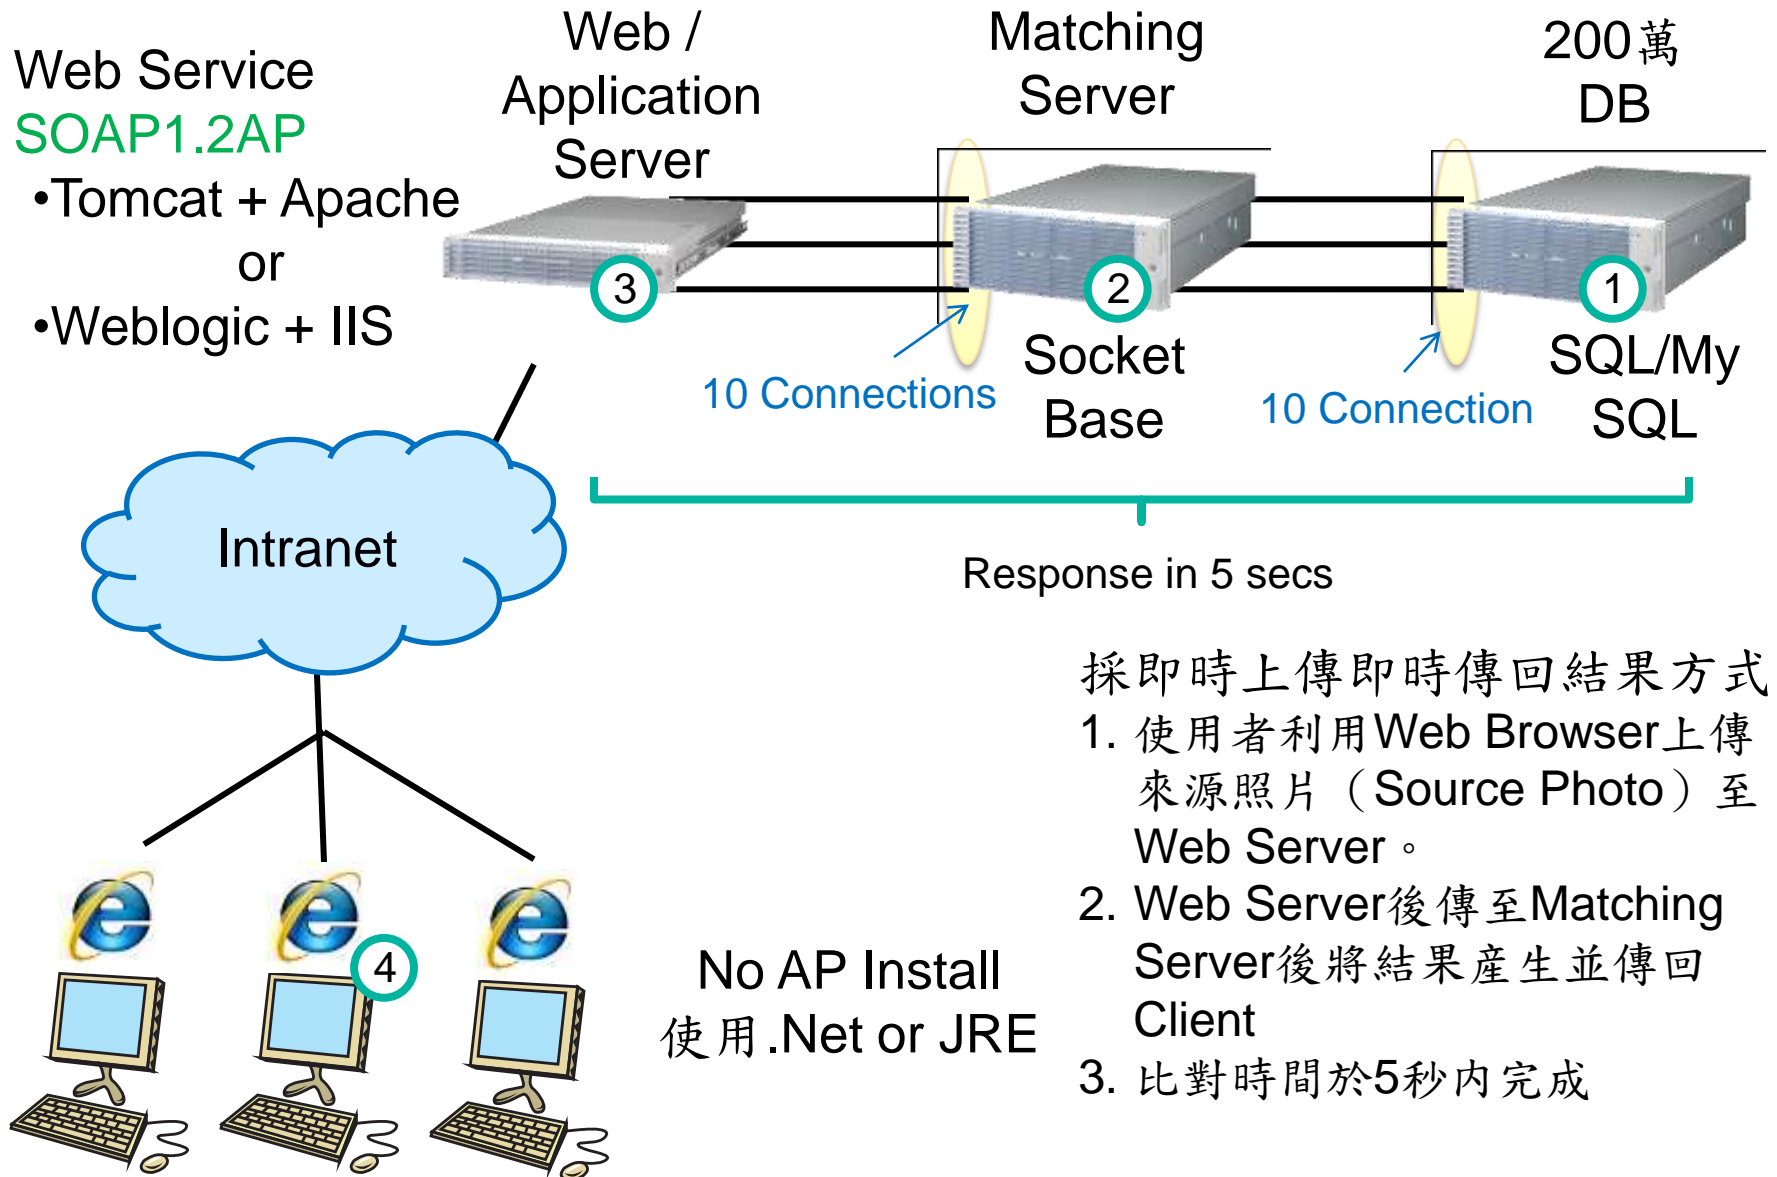 Web Service
SOAP1.2AP
•Tomcat + Apache
or
•Weblogic + IIS
Web /
Application
Server
Matching
Server
200萬
DB
3
2
1
10 Connections
Socket
Base
10 Connection
SQL/My
SQL
Intranet
Response in 5 secs
採即時上傳即時傳回結果方式
1. 使用者利用Web Browser上傳
來源照片（Source Photo）至
Web Server。
2. Web Server後傳至Matching
Server後將結果產生並傳回
Client
3. 比對時間於5秒內完成
4
No AP Install
使用.Net or JRE